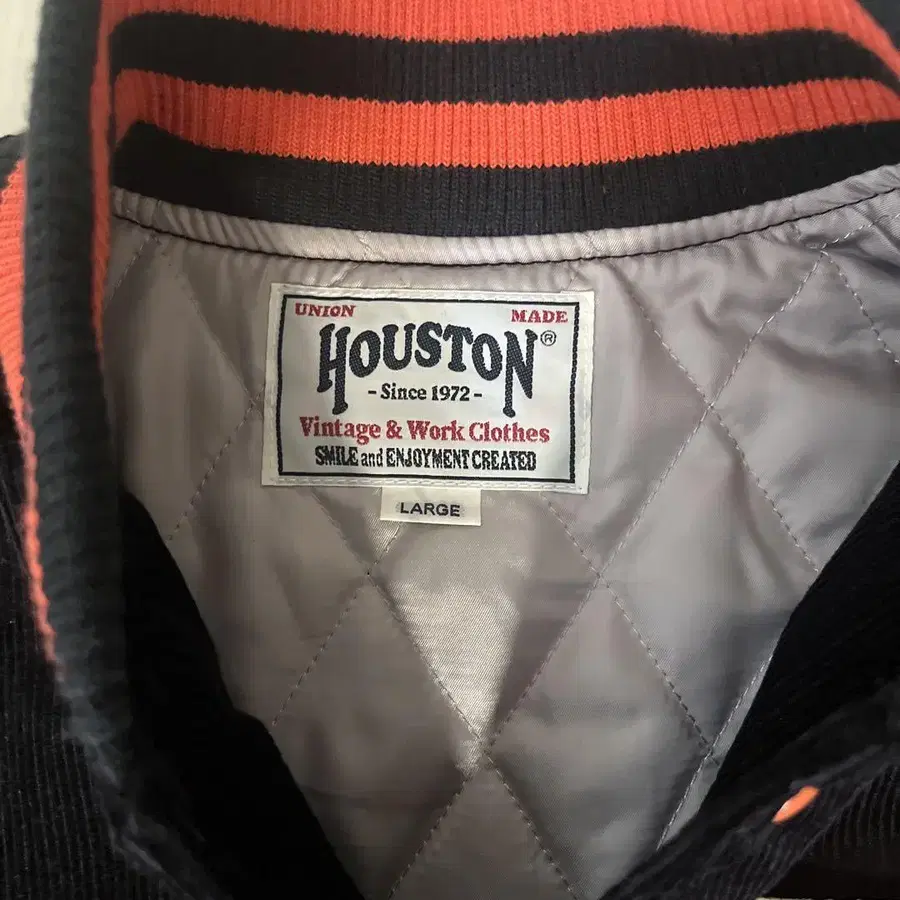 UNION MADE
HOUSTON®
- Since 1972 -
Vintage & Work Clothes
SMILE and ENJOYMENT CREATED
LARGE